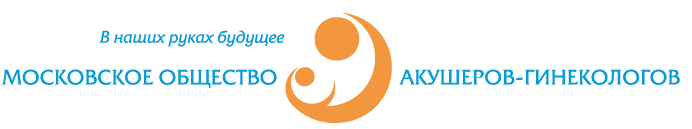 В наших руках будущее
МОСКОВСКОЕ ОБЩЕСТВО АКУШЕРОВ-ГИНЕКОЛОГОВ